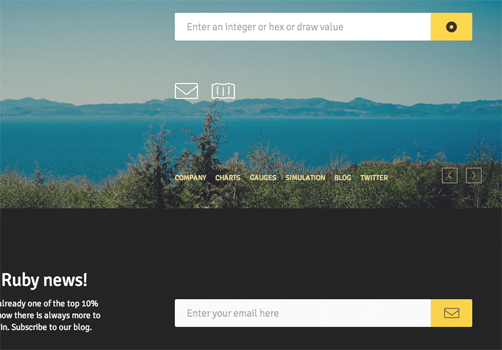 Enter an integer or hex or draw value
COMPANY CHARTS GAUGES SIMULATION BLOG TWITTER
Ruby news!
already one of the top 10%
now there is always more to
in. Subscribe to our blog.
Enter your email here